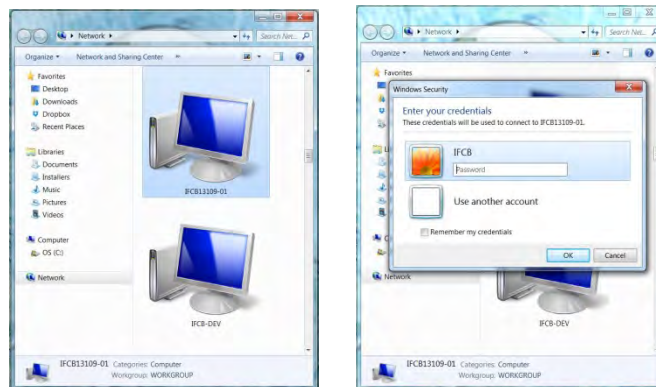 Network
Search Net...
Organize
Network and Sharing Center
»
Favorites
Desktop
Downloads
Dropbox
Recent Places
Libraries
Documents
Installers
Music
Pictures
Videos
Computer
OS (C:)
Network
IFCB13109-01
IFCB-DEV
IFCB13109-01 Categories: Computer
Workgroup: WORKGROUP
Network
Search Net...
Organize
Network and Sharing Center
»
Favorites
Windows Security
Enter your credentials
These credentials will be used to connect to IFCB13109-01.
IFCB
Password
Use another account
Remember my credentials
OK Cancel
Network
IFCB-DEV
IFCB13109-01 Categories: Computer
Workgroup: WORKGROUP